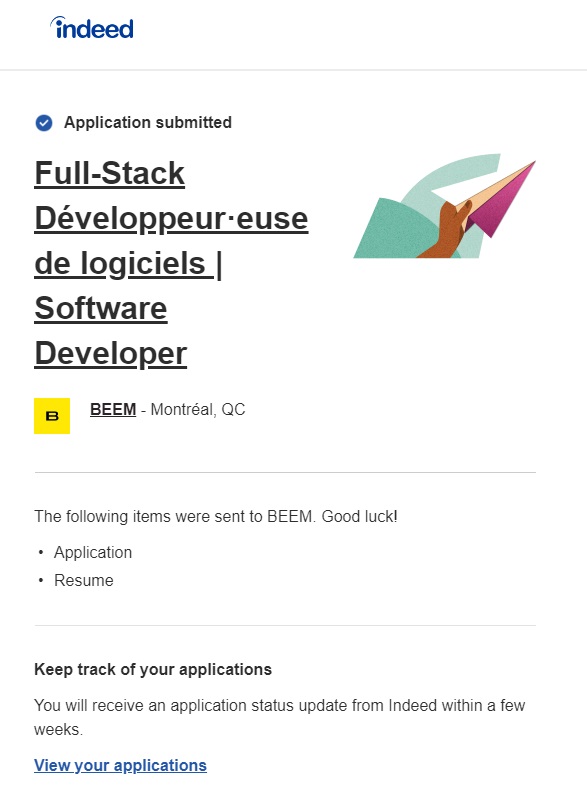 indeed
Application submitted
Full-Stack
Développeur·euse
de logiciels |
Software
Developer
B
BEEM - Montréal, QC
The following items were sent to BEEM. Good luck!
• Application
• Resume
Keep track of your applications
You will receive an application status update from Indeed within a few
weeks.
View your applications